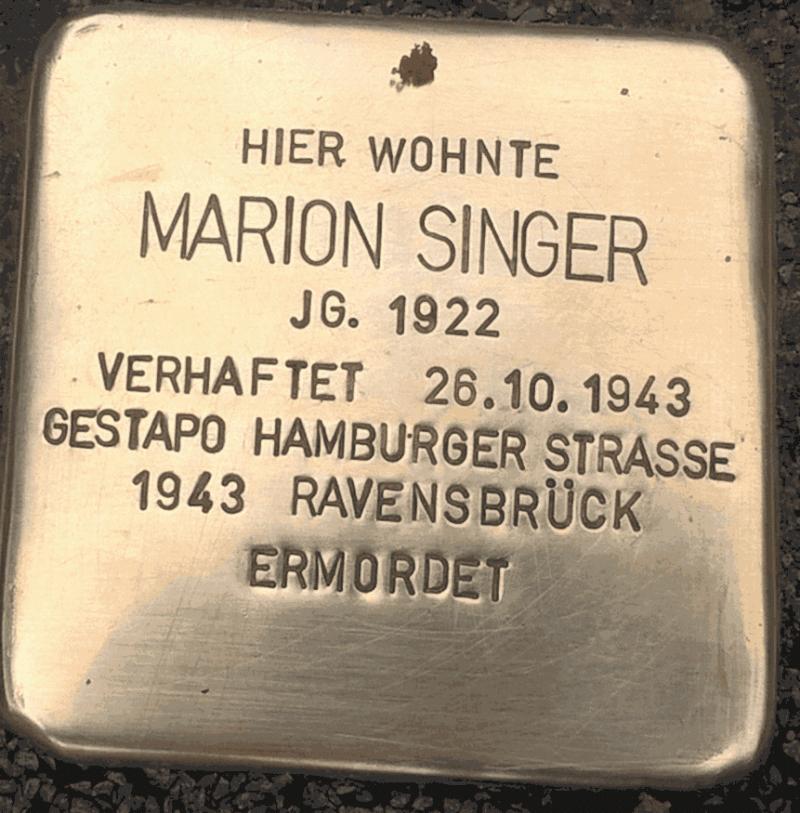 HIER WOHNTE
MARION SINGER
JG. 1922
VERHAFTET 26.10.1943
GESTAPO HAMBURGER STRASSE
1943 RAVENSBRÜCK
ERMORDET